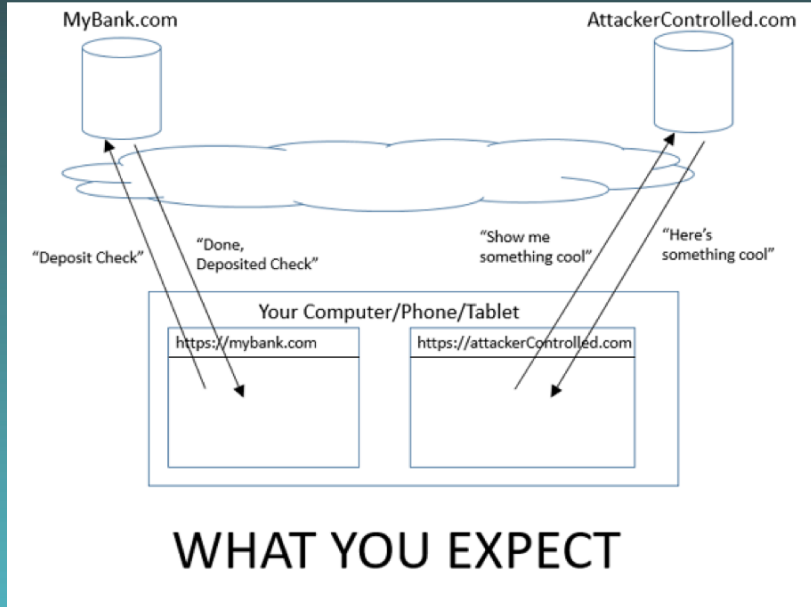 MyBank.com
AttackerControlled.com
“Deposit Check”
“Done,
Deposited Check”
“Show me
something cool”
“Here’s
something cool”
Your Computer/Phone/Tablet
https://mybank.com
https://attackerControlled.com
WHAT YOU EXPECT